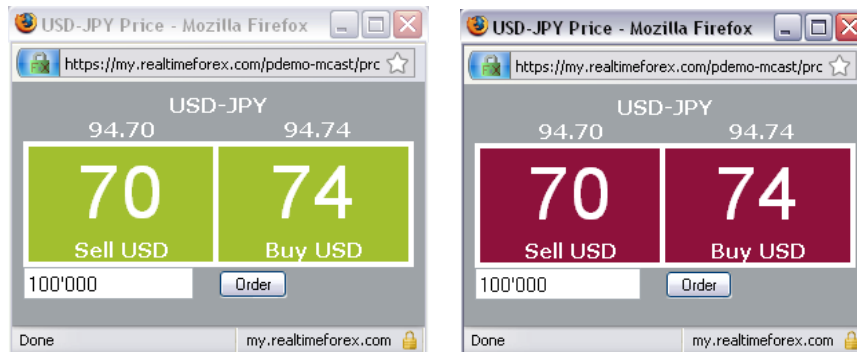 USD-JPY Price - Mozilla Firefox
https://my.realtimeforex.com/pdemo-mcast/prc
USD-JPY
94.70 94.74
70 74
Sell USD Buy USD
100'000 Order
Done my.realtimeforex.com
USD-JPY Price - Mozilla Firefox
https://my.realtimeforex.com/pdemo-mcast/prc
USD-JPY
94.70 94.74
70 74
Sell USD Buy USD
100'000 Order
Done my.realtimeforex.com